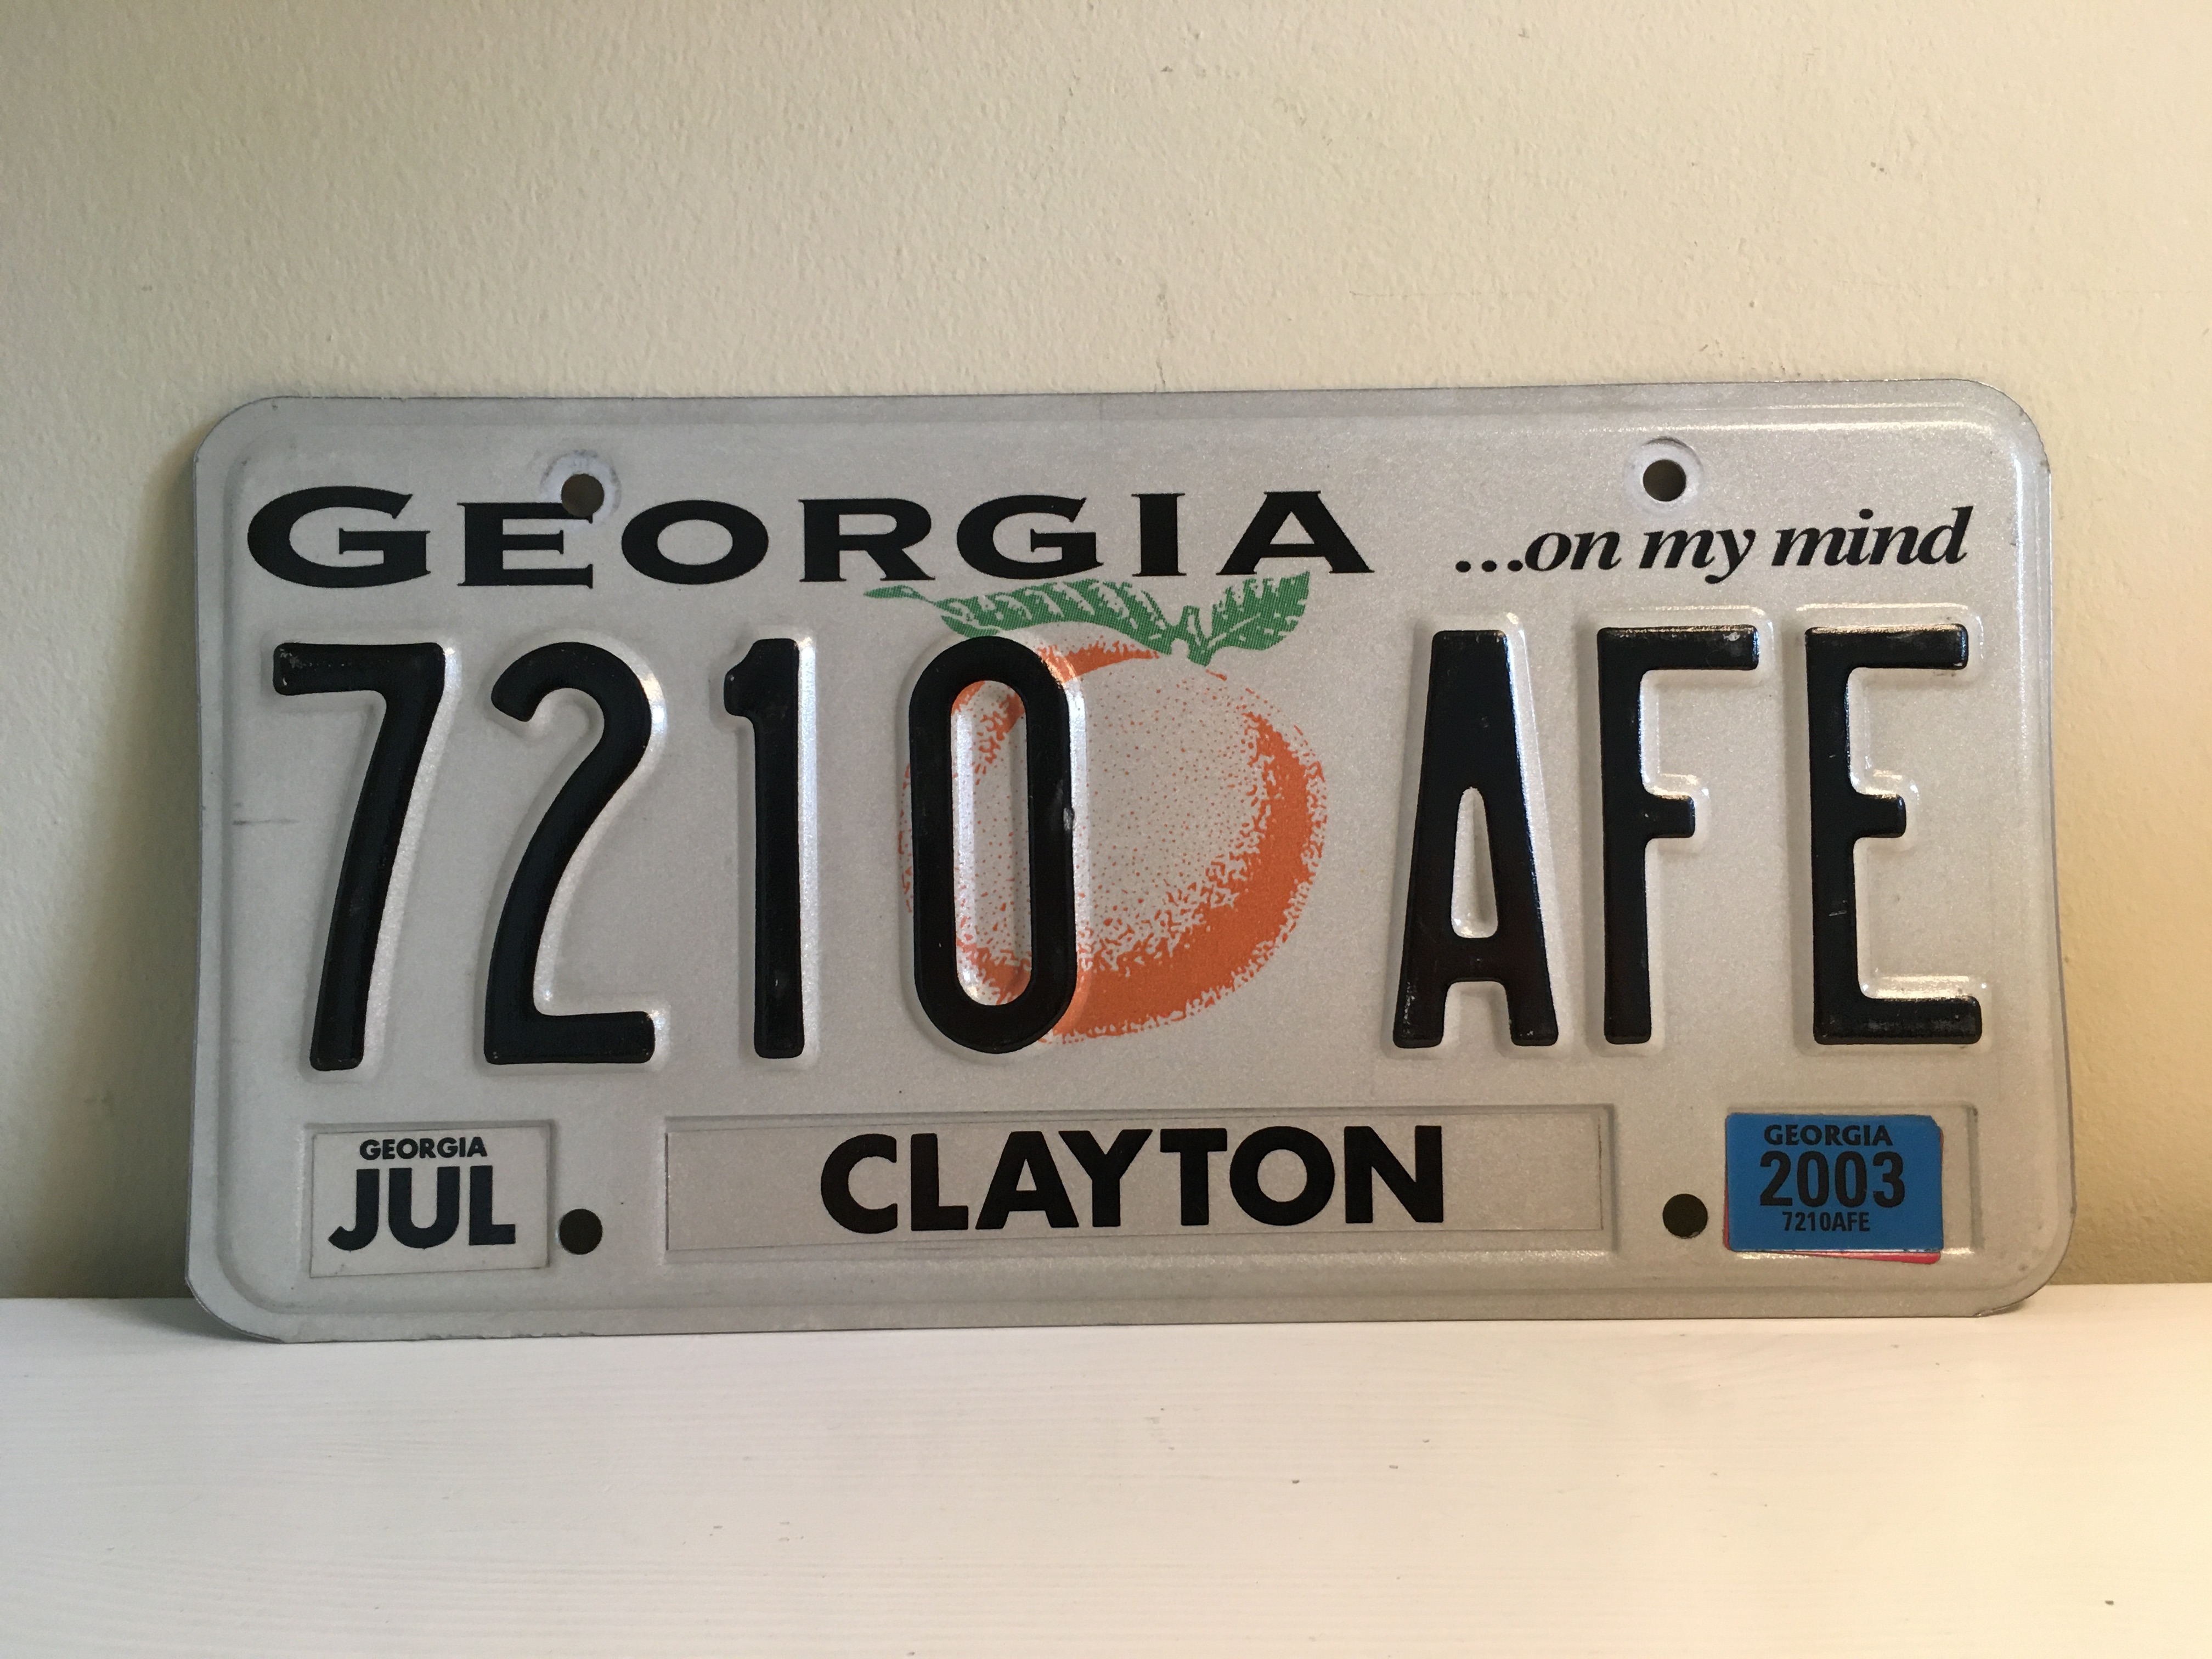 GEORGIA ...on my mind
7210 AFE
GEORGIA
JUL
CLAYTON
GEORGIA
2003
7210AFE